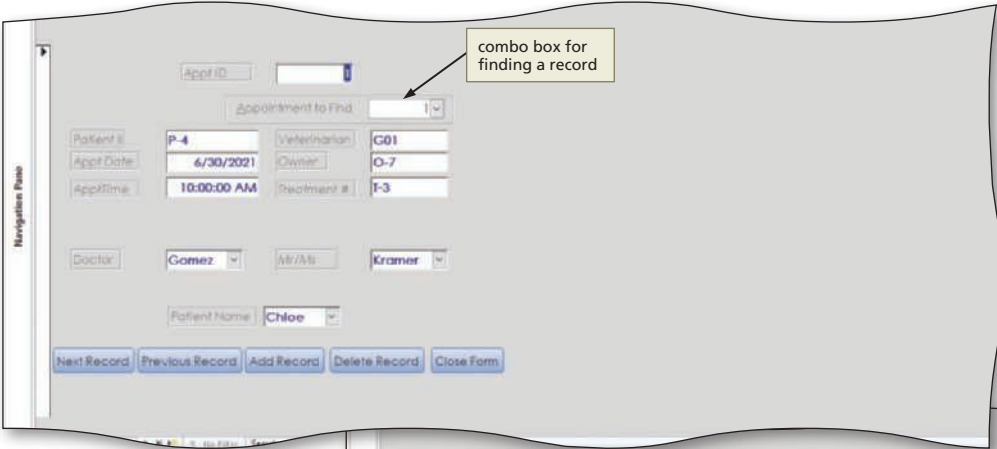 combo box for
finding a record
Appt ID 1
Appointment to Find 1
Patient # P-4 Veterinarian G01
Appt Date 6/30/2021 Owner O-7
ApptTime 10:00:00 AM Treatment # T-3
Navigation Pane
Doctor Gomez Mr/Ms Kramer
Patient Name Chloe
Next Record Previous Record Add Record Delete Record Close Form
No Filter